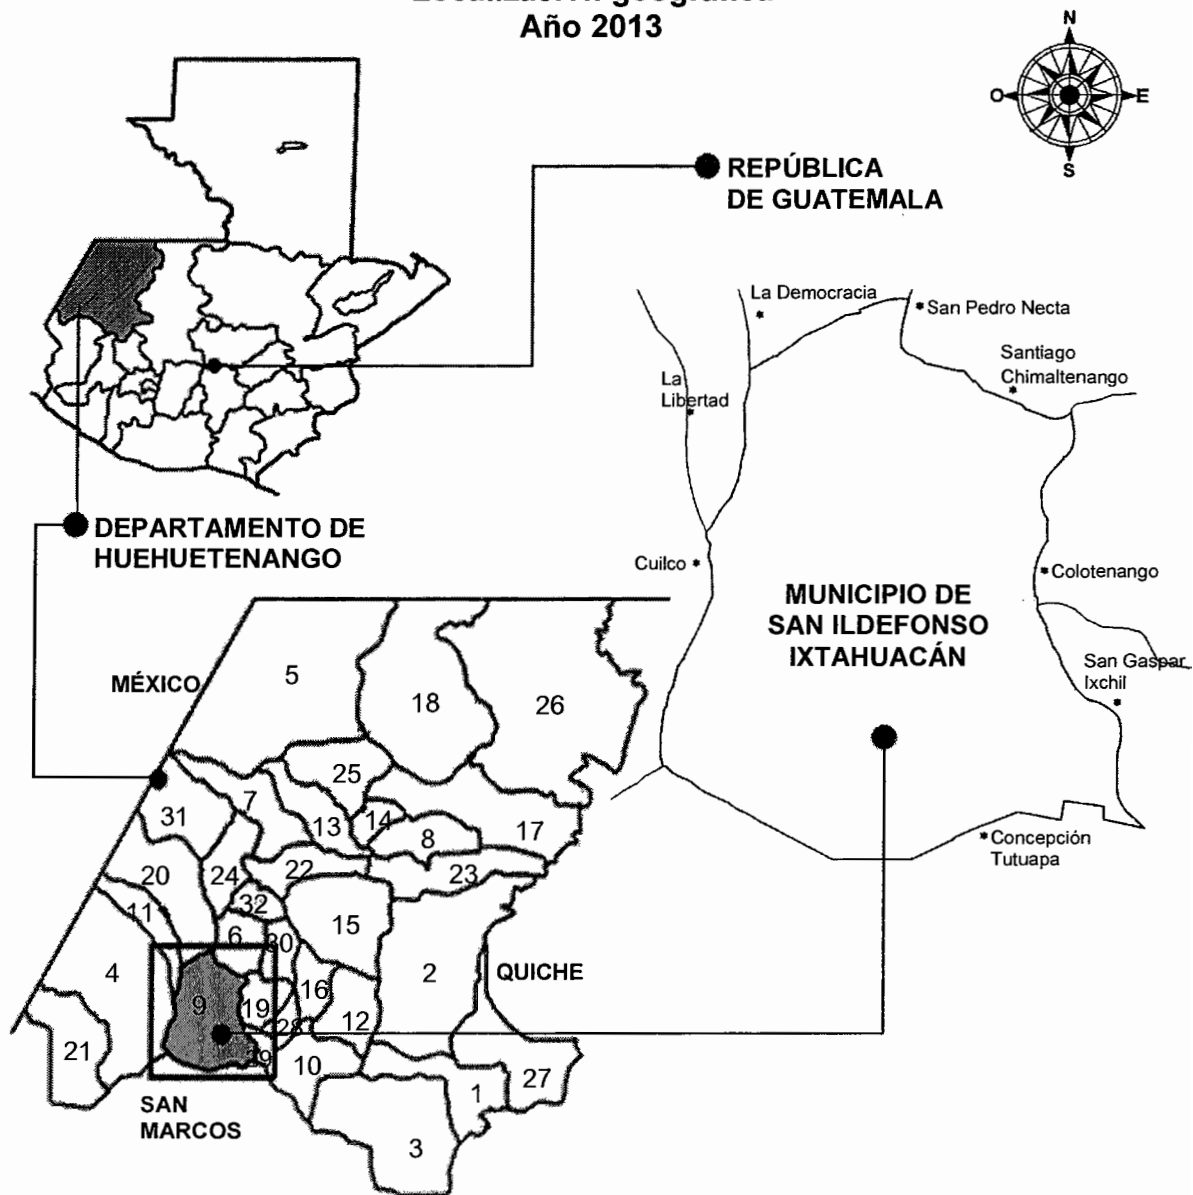 Año 2013
N
O
E
S
REPÚBLICA
DE GUATEMALA
La Democracia
San Pedro Necta
Santiago
Chimaltenango
La
Libertad
DEPARTAMENTO DE
HUEHUETENANGO
Cuilco
Colotenango
MUNICIPIO DE
SAN ILDEFONSO
IXTAHUACÁN
San Gaspar
Ixchil
Concepción
Tutuapa
MÉXICO
5
18
26
25
7
31
13
14
8
17
20
24
22
23
11
32
15
6
30
4
16
2
QUICHE
9
19
28
12
21
29
10
27
1
3
SAN
MARCOS